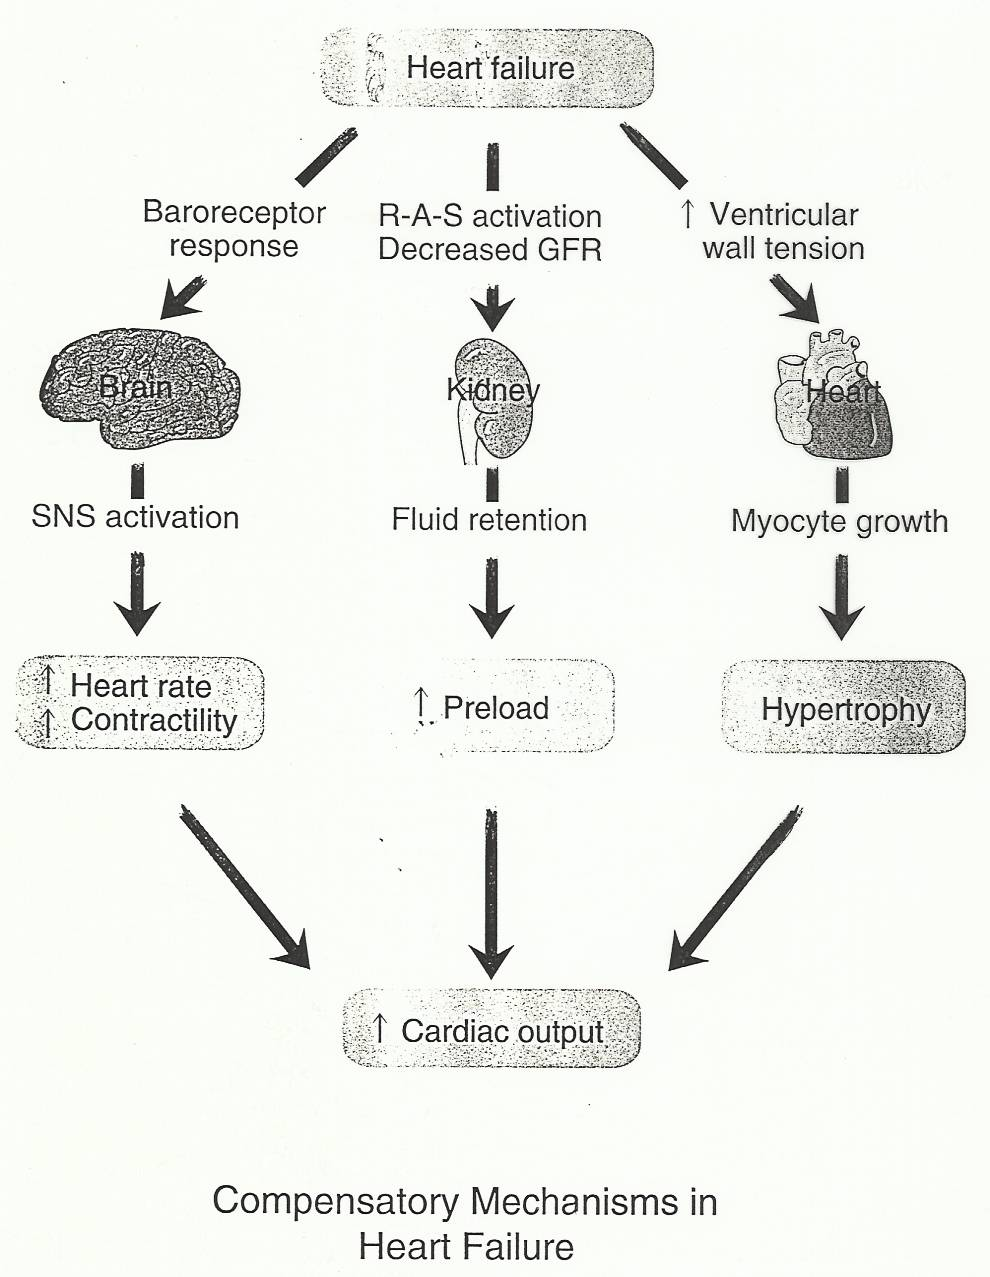 Heart failure
Baroreceptor
response
R-A-S activation
Decreased GFR
↑ Ventricular
wall tension
Brain
Kidney
Heart
SNS activation
Fluid retention
Myocyte growth
↑ Heart rate
↑ Contractility
↑ Preload
Hypertrophy
↑ Cardiac output
Compensatory Mechanisms in
Heart Failure